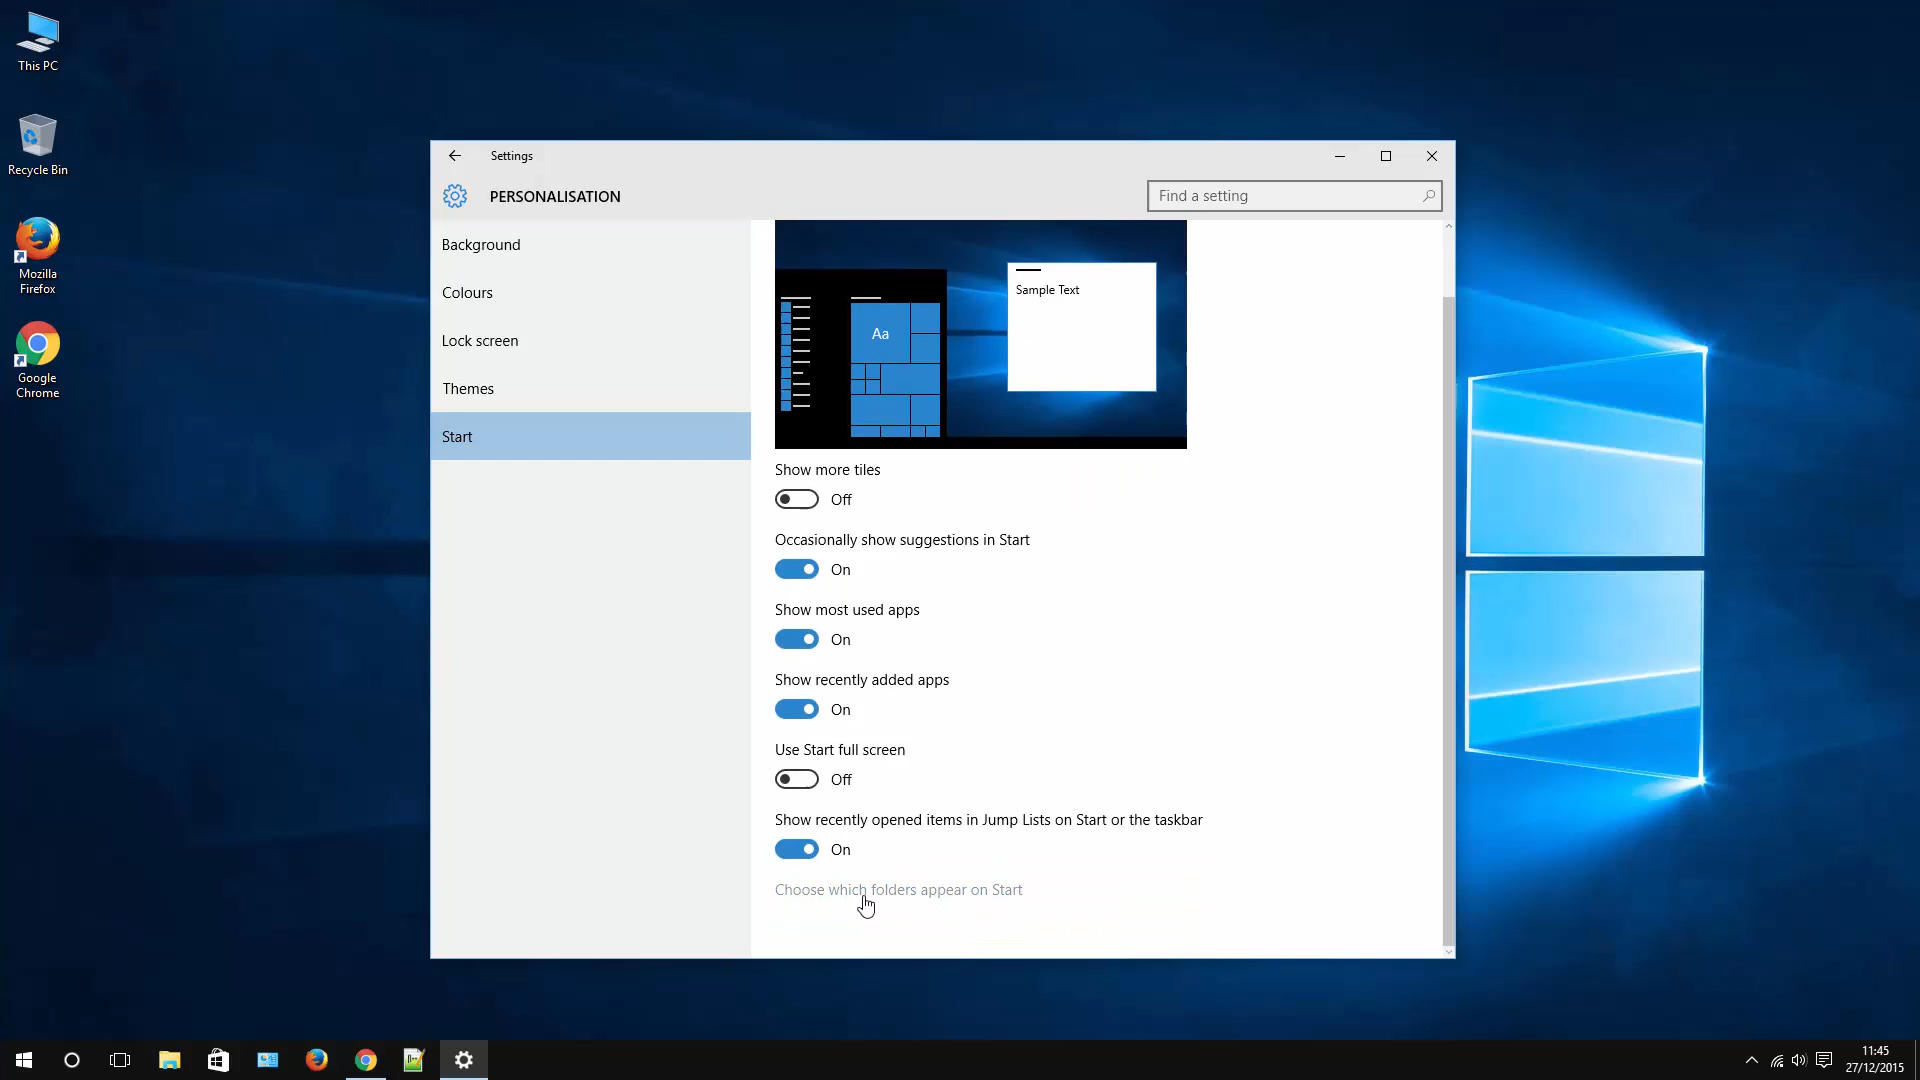 This PC
Recycle Bin
Mozilla
Firefox
Google
Chrome
Settings
PERSONALISATION
Find a setting
Background
Colours
Lock screen
Themes
Start
Sample Text
Aa
Show more tiles
Off
Occasionally show suggestions in Start
On
Show most used apps
On
Show recently added apps
On
Use Start full screen
Off
Show recently opened items in Jump Lists on Start or the taskbar
On
Choose which folders appear on Start
11:45
27/12/2015